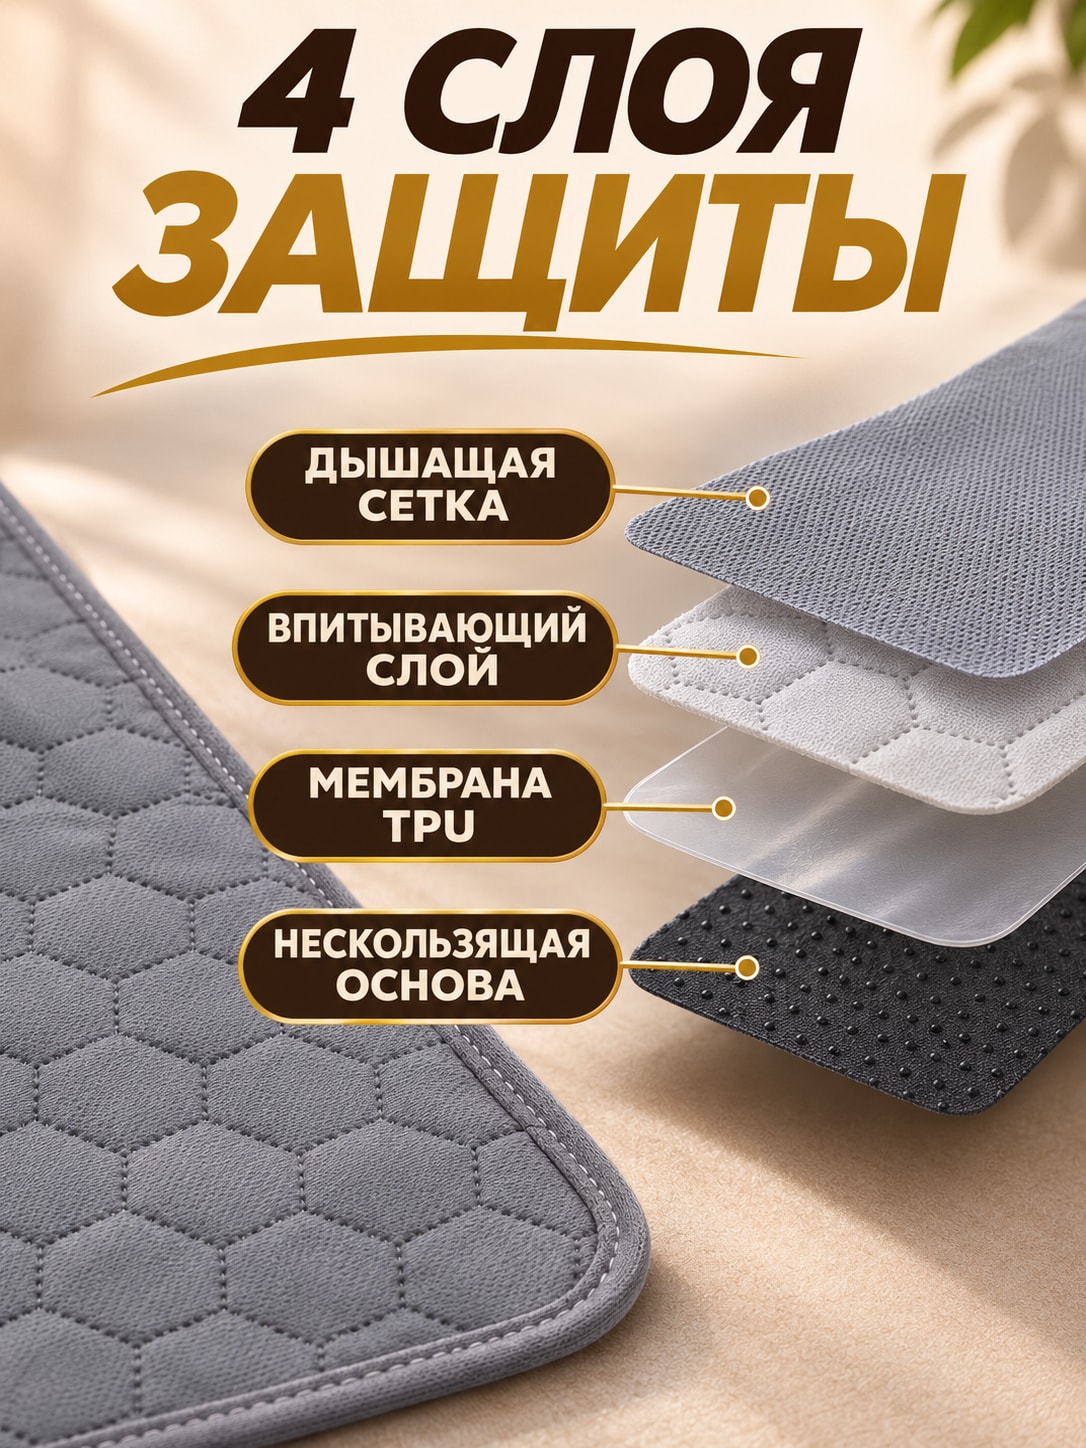 4 СЛОЯ
ЗАЩИТЫ
ДЫШАЩАЯ
СЕТКА
ВПИТЫВАЮЩИЙ
СЛОЙ
МЕМБРАНА
TPU
НЕСКОЛЬЗЯЩАЯ
ОСНОВА